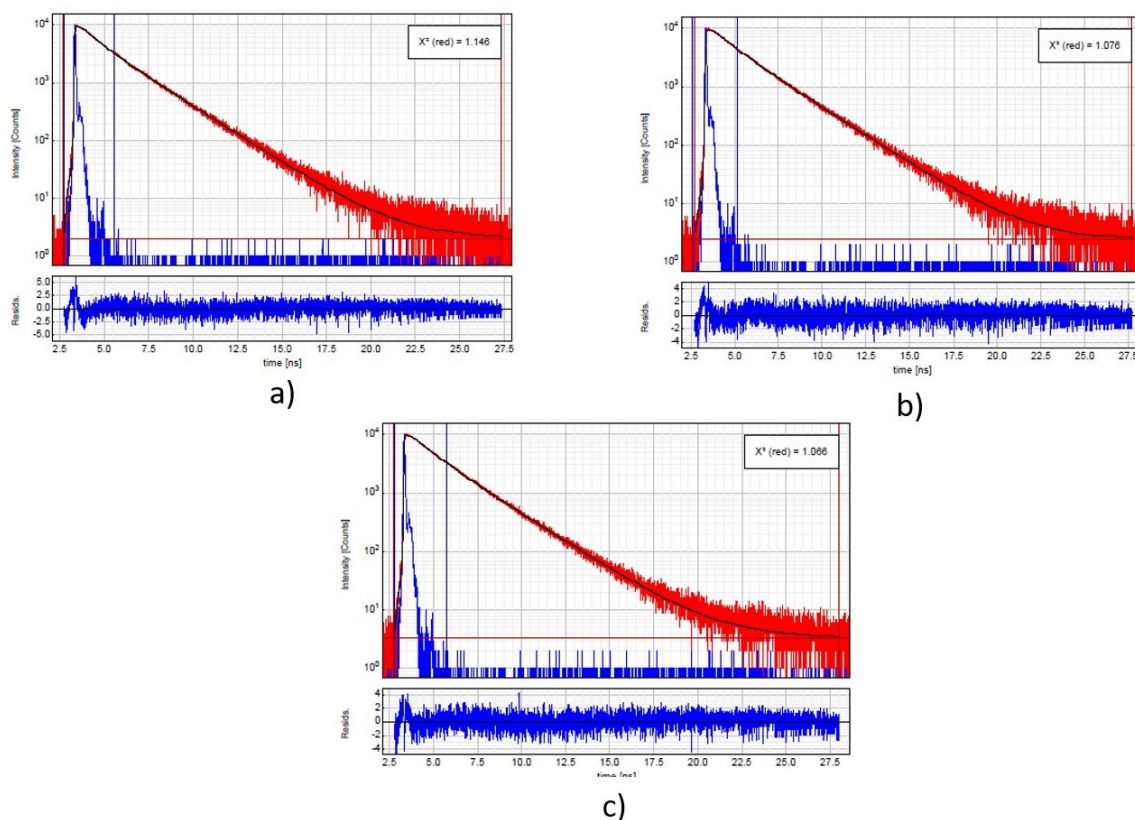 10⁴
10³
10²
10¹
10⁰
Intensity [Counts]
X² (red) = 1.146
5.0
2.5
0.0
-2.5
-5.0
Resids.
2.5 5.0 7.5 10.0 12.5 15.0 17.5 20.0 22.5 25.0 27.5
time [ns]
a)
10⁴
10³
10²
10¹
10⁰
Intensity [Counts]
X² (red) = 1.076
4
2
0
-2
-4
Resids.
2.5 5.0 7.5 10.0 12.5 15.0 17.5 20.0 22.5 25.0 27.5
time [ns]
b)
10⁴
10³
10²
10¹
10⁰
Intensity [Counts]
X² (red) = 1.066
4
2
0
-2
-4
Resids.
2.5 5.0 7.5 10.0 12.5 15.0 17.5 20.0 22.5 25.0 27.5
time [ns]
c)